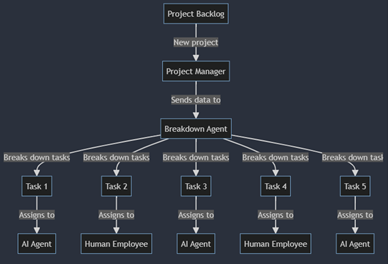 Project Backlog
New project
Project Manager
Sends data to
Breakdown Agent
Breaks down tasks
Breaks down tasks
Breaks down tasks
Breaks down tasks
Breaks down task
Task 1
Task 2
Task 3
Task 4
Task 5
Assigns to
Assigns to
Assigns to
Assigns to
Assigns to
AI Agent
Human Employee
AI Agent
Human Employee
AI Agent